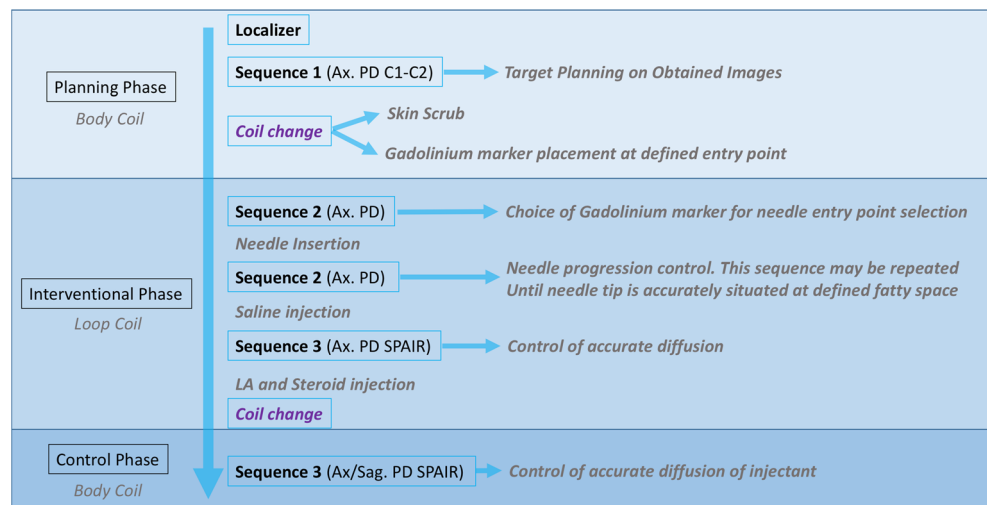 Localizer
Planning Phase
Body Coil
Sequence 1 (Ax. PD C1-C2)
Target Planning on Obtained Images
Coil change
Skin Scrub
Gadolinium marker placement at defined entry point
Interventional Phase
Loop Coil
Sequence 2 (Ax. PD)
Choice of Gadolinium marker for needle entry point selection
Needle Insertion
Sequence 2 (Ax. PD)
Needle progression control. This sequence may be repeated
Until needle tip is accurately situated at defined fatty space
Saline injection
Sequence 3 (Ax. PD SPAIR)
Control of accurate diffusion
LA and Steroid injection
Coil change
Control Phase
Body Coil
Sequence 3 (Ax/Sag. PD SPAIR)
Control of accurate diffusion of injectant